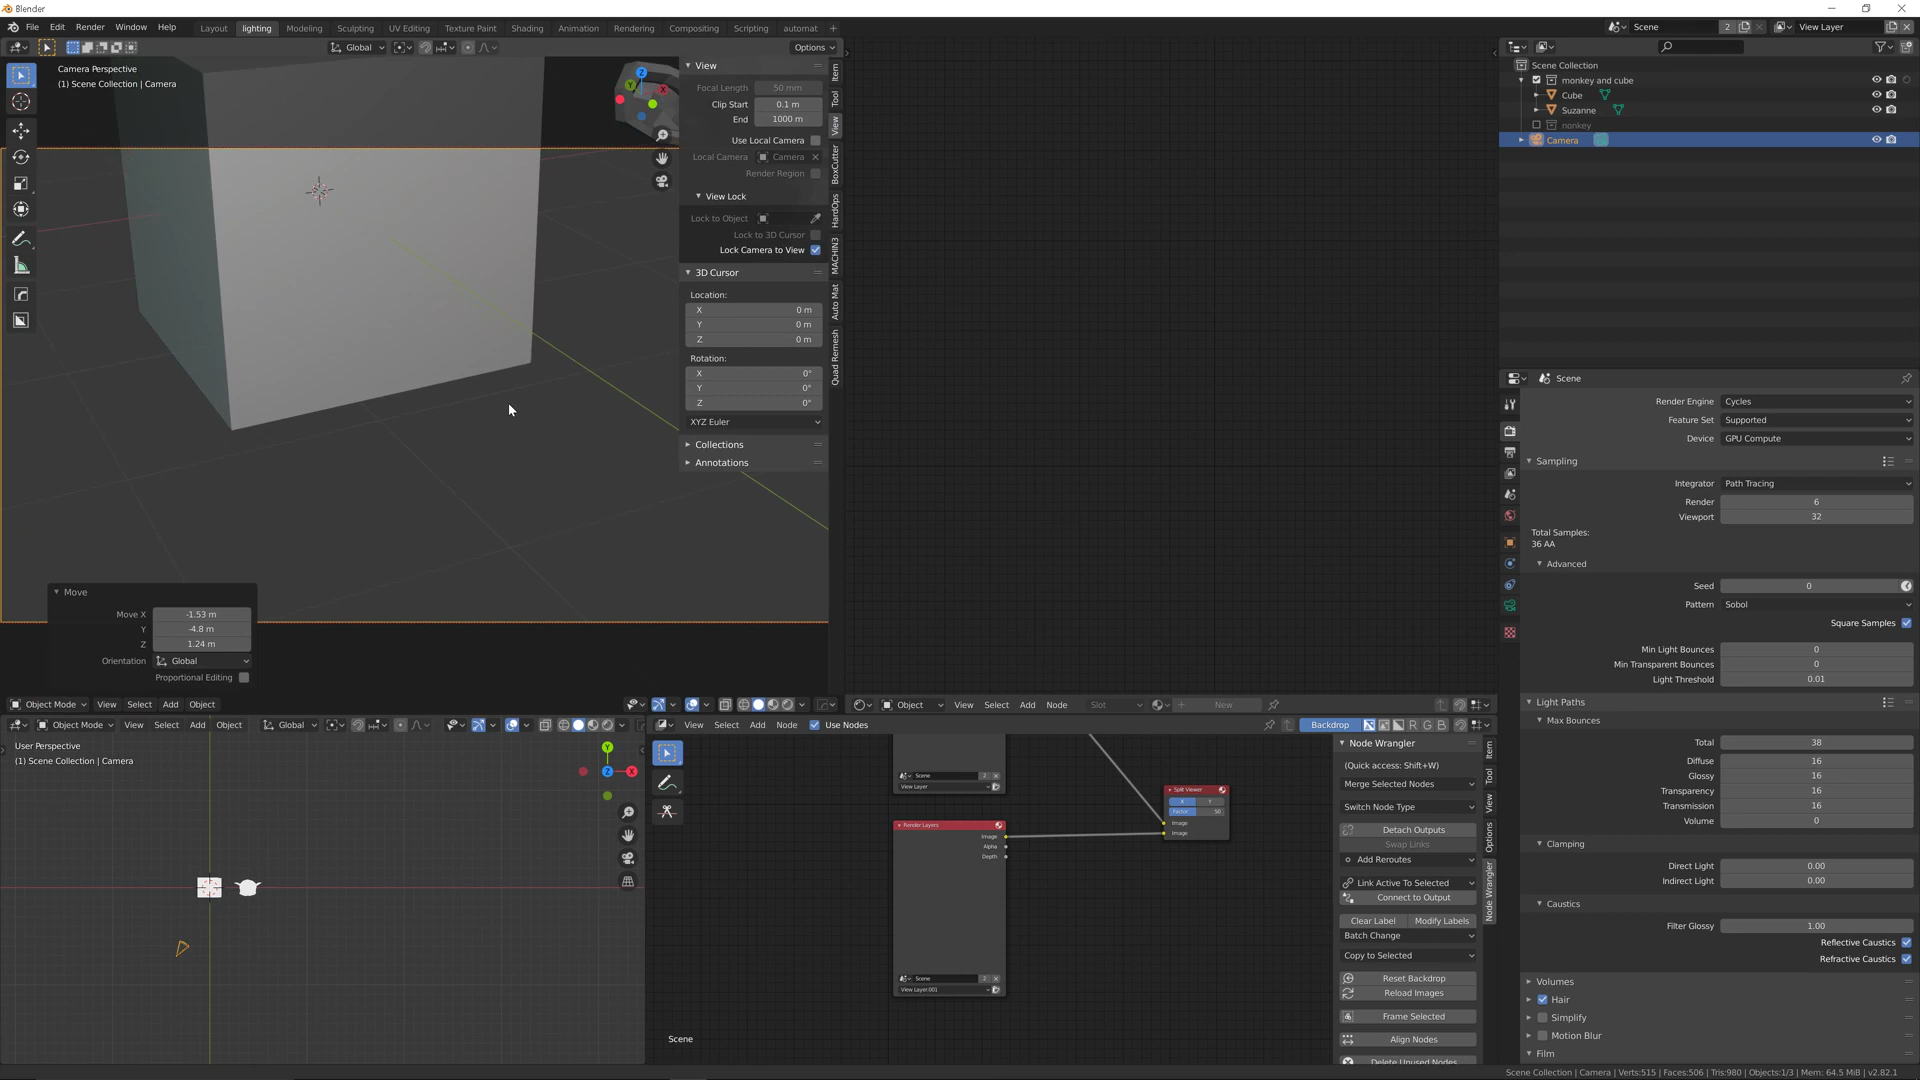 Blender
File Edit Render Window Help
Layout lighting Modeling Sculpting UV Editing Texture Paint Shading Animation Rendering Compositing Scripting automat +
Scene 2
View Layer
Global
Options
Camera Perspective
(1) Scene Collection | Camera
Z
X
Y
View
Focal Length 50 mm
Clip Start 0.1 m
End 1000 m
Use Local Camera
Local Camera Camera
Render Region
View Lock
Lock to Object
Lock to 3D Cursor
Lock Camera to View
3D Cursor
Location:
X 0 m
Y 0 m
Z 0 m
Rotation:
X 0°
Y 0°
Z 0°
XYZ Euler
Collections
Annotations
Item
Tool
View
BoxCutter
HardOps
MACHIN3
Auto Mat
Quad Remesh
Move
Move X -1.53 m
Y -4.8 m
Z 1.24 m
Orientation Global
Proportional Editing
Object Mode View Select Add Object
Object View Select Add Node Slot New
Object Mode View Select Add Object Global
User Perspective
(1) Scene Collection | Camera
Y
Z
X
View Select Add Node Use Nodes Backdrop R G B
Scene 2
View Layer
Render Layers
Image
Alpha
Depth
Scene 2
View Layer.001
Split Viewer
X Y
Factor 50
Image
Image
Scene
Node Wrangler
(Quick access: Shift+W)
Merge Selected Nodes
Switch Node Type
Detach Outputs
Swap Links
Add Reroutes
Link Active To Selected
Connect to Output
Clear Label Modify Labels
Batch Change
Copy to Selected
Reset Backdrop
Reload Images
Frame Selected
Align Nodes
Delete Unused Nodes
Item
Tool
View
Options
Node Wrangler
Scene Collection
monkey and cube
Cube
Suzanne
nonkey
Camera
Scene
Render Engine Cycles
Feature Set Supported
Device GPU Compute
Sampling
Integrator Path Tracing
Render 6
Viewport 32
Total Samples:
36 AA
Advanced
Seed 0
Pattern Sobol
Square Samples
Min Light Bounces 0
Min Transparent Bounces 0
Light Threshold 0.01
Light Paths
Max Bounces
Total 38
Diffuse 16
Glossy 16
Transparency 16
Transmission 16
Volume 0
Clamping
Direct Light 0.00
Indirect Light 0.00
Caustics
Filter Glossy 1.00
Reflective Caustics
Refractive Caustics
Volumes
Hair
Simplify
Motion Blur
Film
Scene Collection | Camera | Verts:515 | Faces:506 | Tris:980 | Objects:1/3 | Mem: 64.5 MiB | v2.82.1